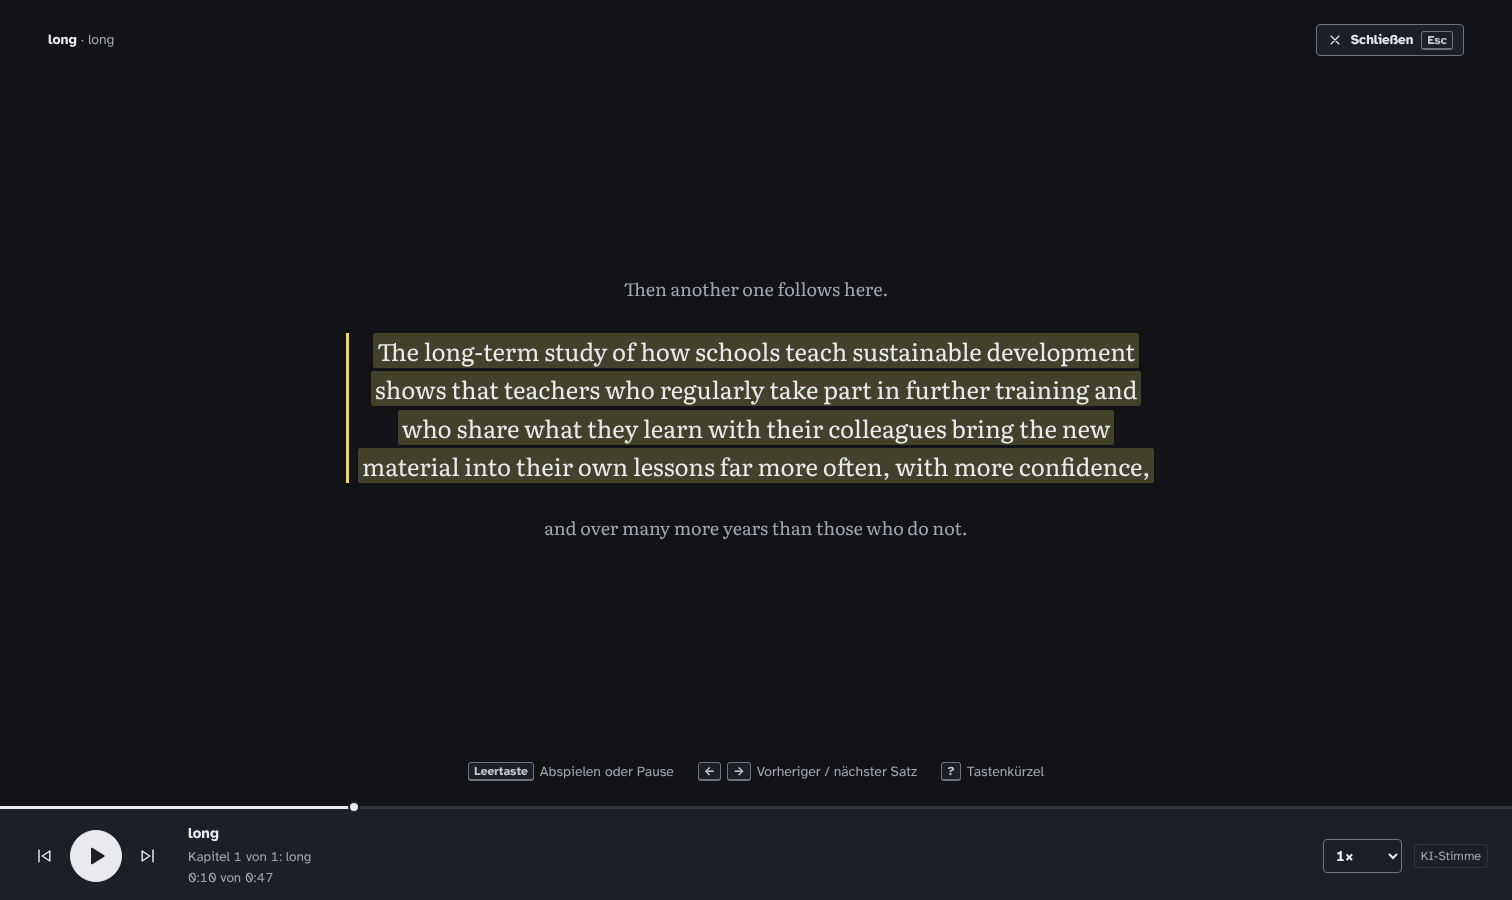 long · long
Schließen Esc
Then another one follows here.
The long-term study of how schools teach sustainable development
shows that teachers who regularly take part in further training and
who share what they learn with their colleagues bring the new
material into their own lessons far more often, with more confidence,
and over many more years than those who do not.
Leertaste Abspielen oder Pause ← → Vorheriger / nächster Satz ? Tastenkürzel
long
Kapitel 1 von 1: long
0:10 von 0:47
1×
KI-Stimme